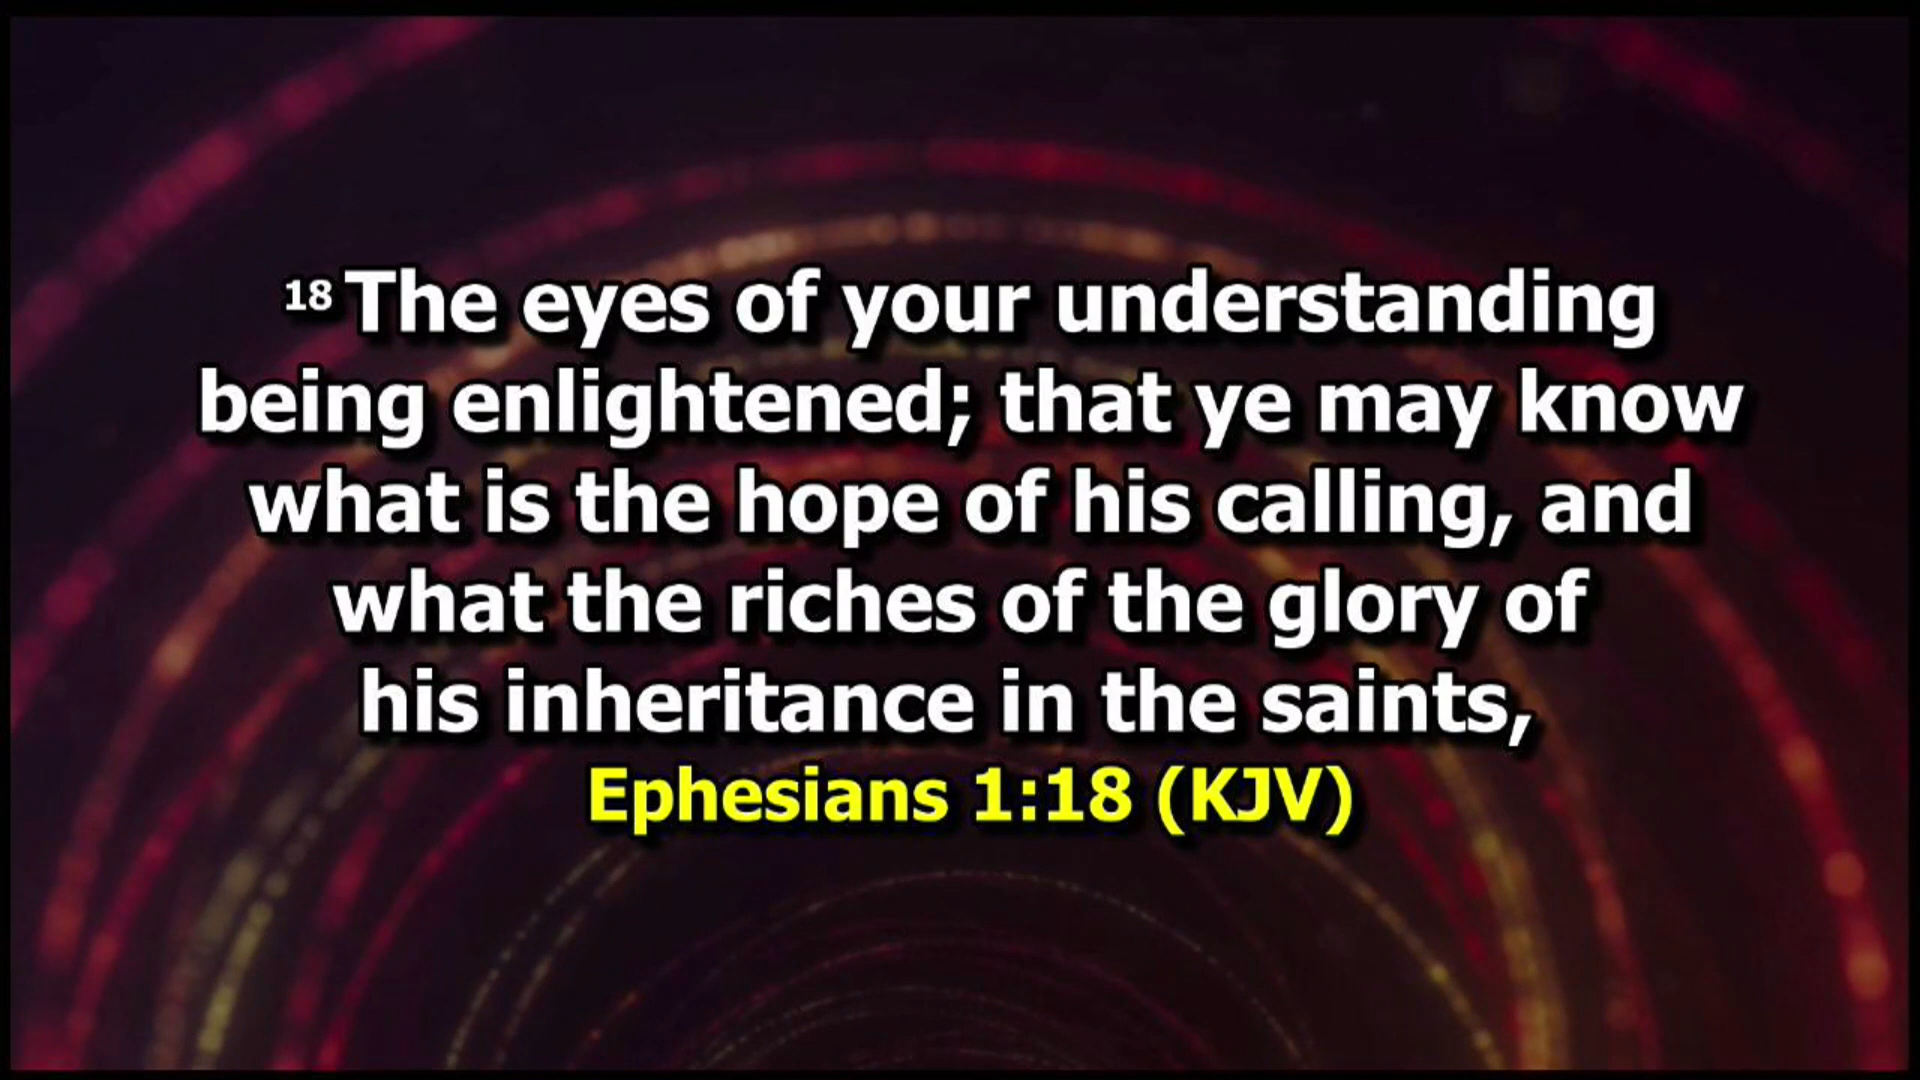 18 The eyes of your understanding
being enlightened; that ye may know
what is the hope of his calling, and
what the riches of the glory of
his inheritance in the saints,
Ephesians 1:18 (KJV)